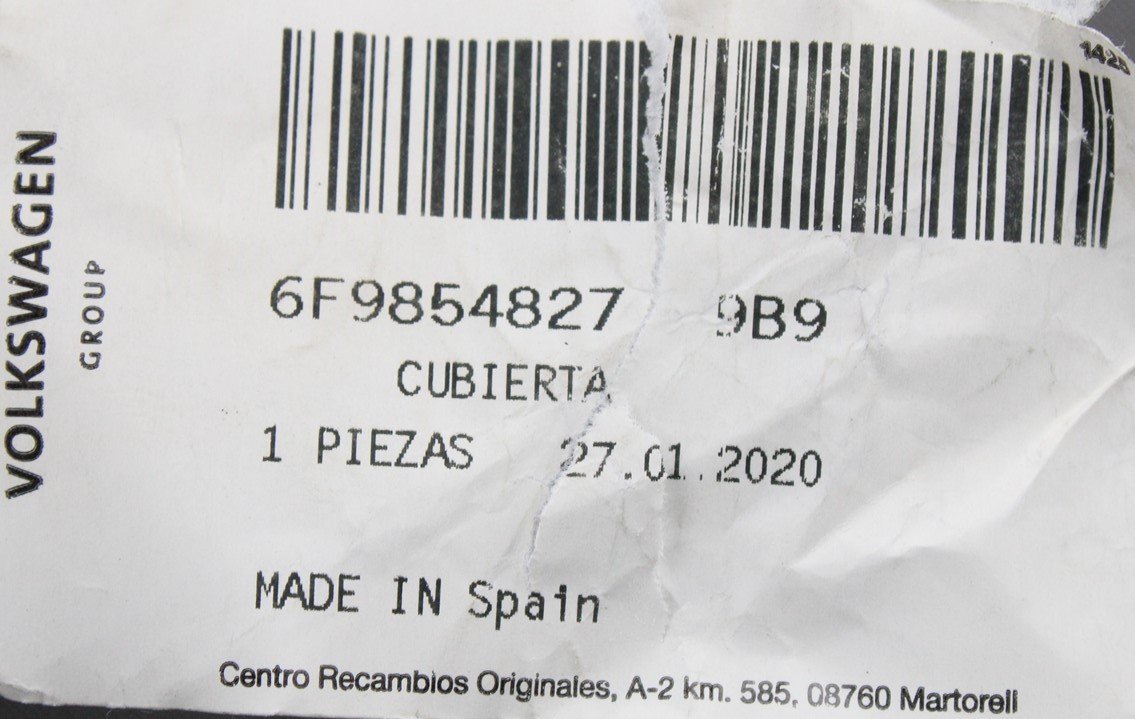 VOLKSWAGEN
GROUP
6F9854827 9B9
CUBIERTA
1 PIEZAS 27.01.2020
MADE IN Spain
Centro Recambios Originales, A-2 km. 585, 08760 Martorell